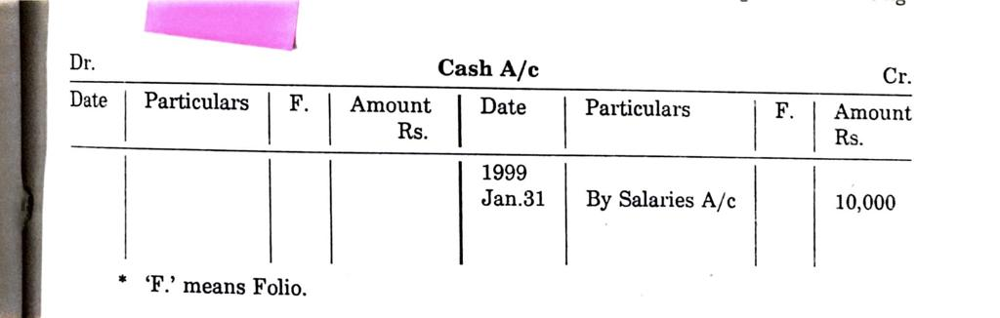 Dr. Cash A/c Cr.
Date Particulars F. Amount Date Particulars F. Amount
Rs. Rs.
1999
Jan.31 By Salaries A/c 10,000
* ‘F.’ means Folio.